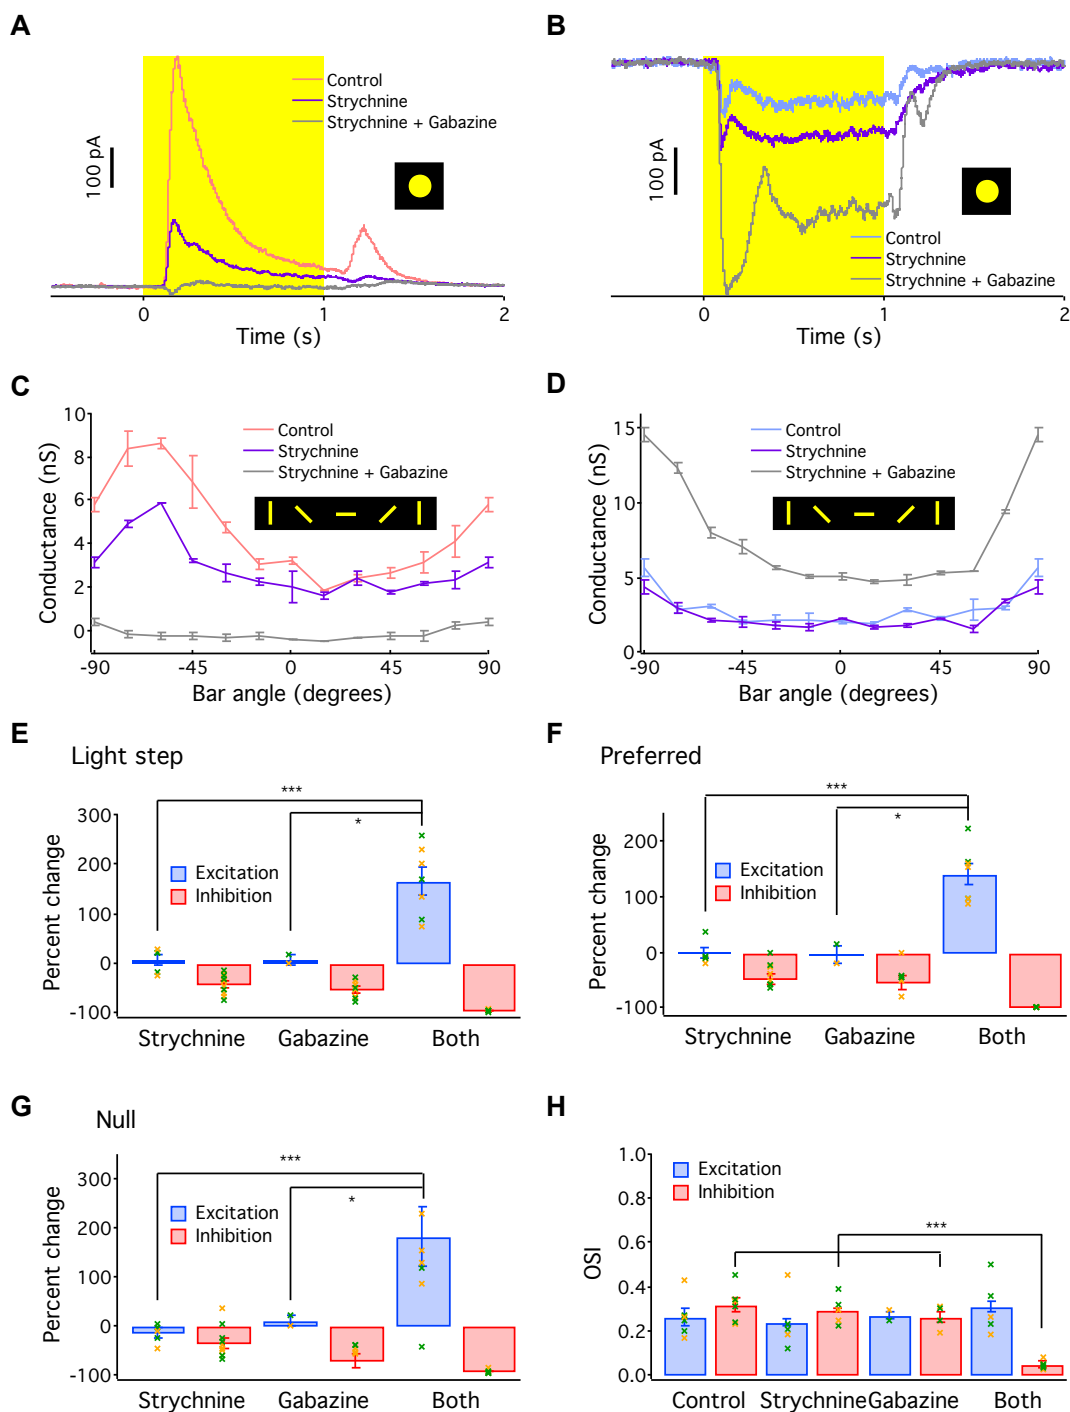 A
Control
Strychnine
Strychnine + Gabazine
100 pA
0
1
2
Time (s)
B
100 pA
Control
Strychnine
Strychnine + Gabazine
0
1
2
Time (s)
C
10
8
6
4
2
0
Conductance (nS)
Control
Strychnine
Strychnine + Gabazine
-90
-45
0
45
90
Bar angle (degrees)
D
15
10
5
0
Conductance (nS)
Control
Strychnine
Strychnine + Gabazine
-90
-45
0
45
90
Bar angle (degrees)
E
Light step
***
*
300
200
100
0
-100
Percent change
Excitation
Inhibition
Strychnine
Gabazine
Both
F
Preferred
***
*
200
100
0
-100
Percent change
Excitation
Inhibition
Strychnine
Gabazine
Both
G
Null
***
*
300
200
100
0
-100
Percent change
Excitation
Inhibition
Strychnine
Gabazine
Both
H
1.0
0.8
0.6
0.4
0.2
0.0
OSI
Excitation
Inhibition
***
Control
Strychnine
Gabazine
Both